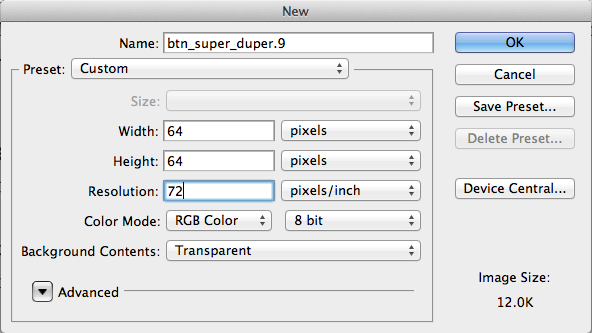 New
Name: btn_super_duper.9
OK
Preset: Custom
Cancel
Size:
Save Preset...
Width: 64 pixels
Delete Preset...
Height: 64 pixels
Resolution: 72 pixels/inch
Device Central...
Color Mode: RGB Color 8 bit
Background Contents: Transparent
Image Size:
Advanced
12.0K